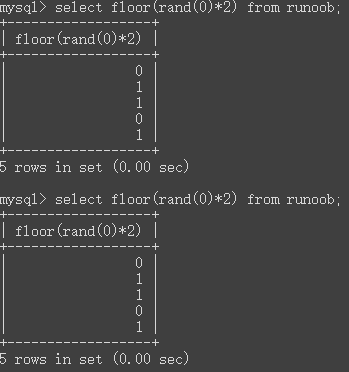 mysql> select floor(rand(0)*2) from runoob;
+------------------+
| floor(rand(0)*2) |
+------------------+
|                0 |
|                1 |
|                1 |
|                0 |
|                1 |
+------------------+
5 rows in set (0.00 sec)
mysql> select floor(rand(0)*2) from runoob;
+------------------+
| floor(rand(0)*2) |
+------------------+
|                0 |
|                1 |
|                1 |
|                0 |
|                1 |
+------------------+
5 rows in set (0.00 sec)